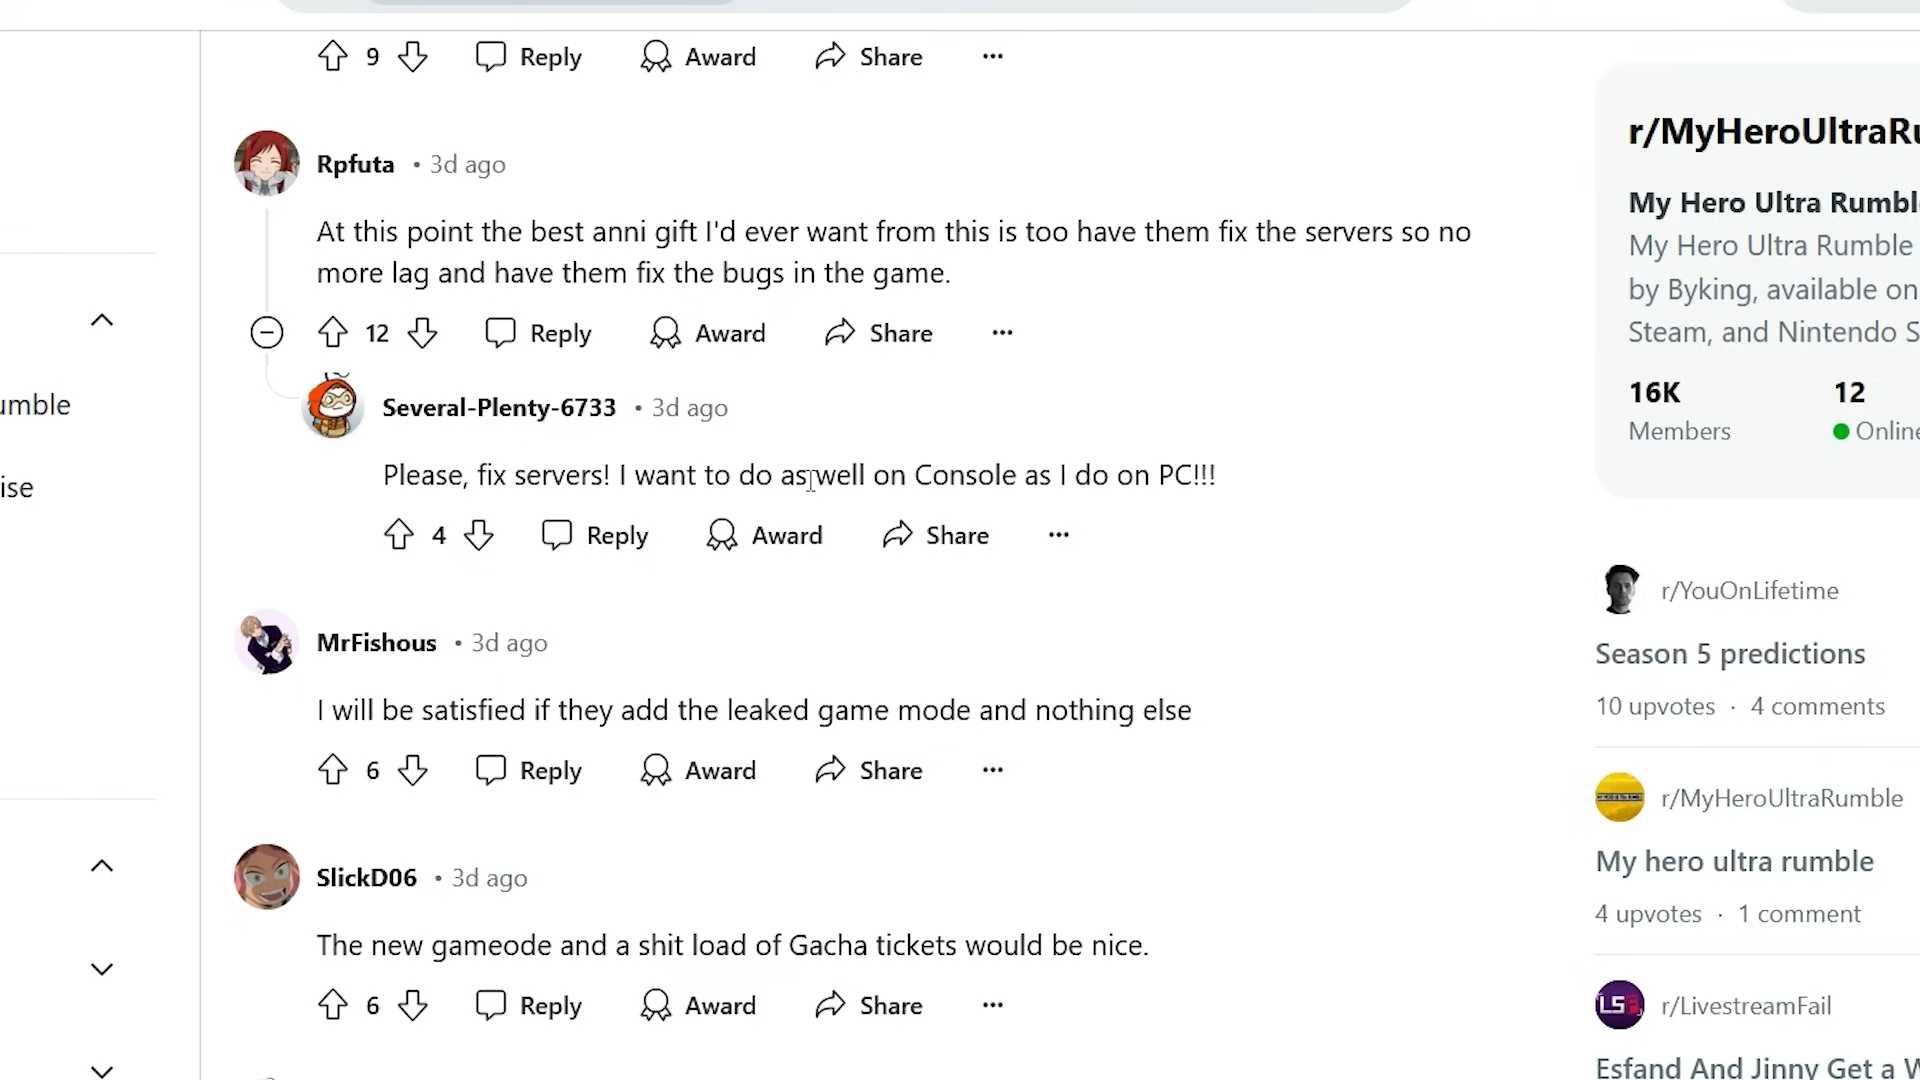 9 Reply Award Share
Rpfuta • 3d ago
At this point the best anni gift I'd ever want from this is too have them fix the servers so no
more lag and have them fix the bugs in the game.
12 Reply Award Share
Several-Plenty-6733 • 3d ago
Please, fix servers! I want to do as well on Console as I do on PC!!!
4 Reply Award Share
MrFishous • 3d ago
I will be satisfied if they add the leaked game mode and nothing else
6 Reply Award Share
SlickD06 • 3d ago
The new gameode and a shit load of Gacha tickets would be nice.
6 Reply Award Share
umble
ise
r/MyHeroUltraRu
My Hero Ultra Rumbl
My Hero Ultra Rumble
by Byking, available on
Steam, and Nintendo S
16K 12
Members Online
r/YouOnLifetime
Season 5 predictions
10 upvotes · 4 comments
r/MyHeroUltraRumble
My hero ultra rumble
4 upvotes · 1 comment
LSF
r/LivestreamFail
Esfand And Jinny Get a W